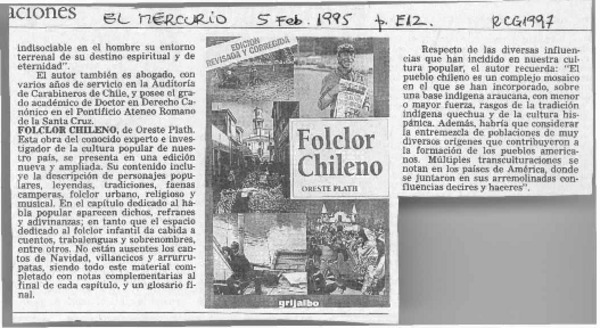 aciones
EL MERCURIO 5 Feb. 1995 p. E12. RCG1997
indisociable en el hombre su entorno
terrenal de su destino espiritual y de
eternidad".
El autor también es abogado, con
varios años de servicio en la Auditoría
de Carabineros de Chile, y posee el gra-
do académico de Doctor en Derecho Ca-
nónico en el Pontificio Ateneo Romano
de la Santa Cruz.
FOLCLOR CHILENO, de Oreste Plath.
Esta obra del conocido experto e inves-
tigador de la cultura popular de nues-
tro país, se presenta en una edición
nueva y ampliada. Su contenido inclu-
ye la descripción de personajes popu-
lares, leyendas, tradiciones, faenas
camperas, folclor urbano, religioso y
musical. En el capítulo dedicado al ha-
bla popular aparecen dichos, refranes
y adivinanzas; en tanto que el espacio
dedicado al folclor infantil da cabida a
cuentos, trabalenguas y sobrenombres,
entre otros. No están ausentes los can-
tos de Navidad, villancicos y arrurru-
patas, siendo todo este material com-
pletado con notas complementarias al
final de cada capítulo, y un glosario fi-
nal.
EDICION
REVISADA Y CORREGIDA
Folclor
Chileno
ORESTE PLATH
grijalbo
Respecto de las diversas influen-
cias que han incidido en nuestra cul-
tura popular, el autor recuerda: "El
pueblo chileno es un complejo mosaico
en el que se han incorporado, sobre
una base indígena araucana, con menor
o mayor fuerza, rasgos de la tradición
indígena quechua y de la cultura his-
pánica. Además, habría que considerar
la entremezcla de poblaciones de muy
diversos orígenes que contribuyeron a
la formación de los pueblos america-
nos. Múltiples transculturaciones se
notan en los países de América, donde
se juntaron en sus arremolinadas con-
fluencias decires y haceres".